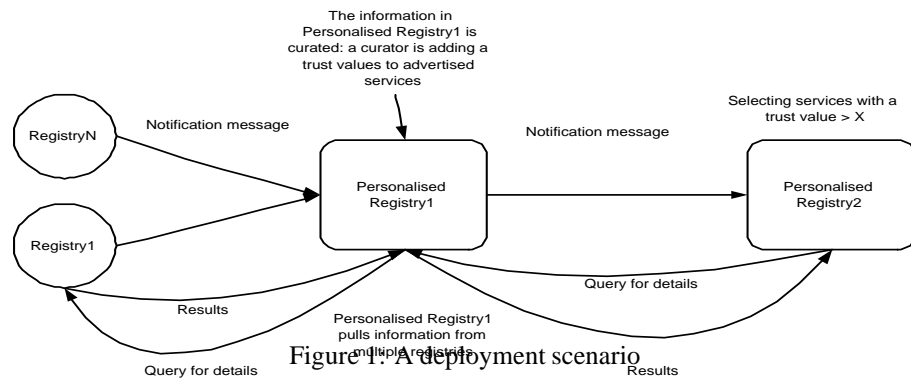 The information in
Personalised Registry1 is
curated: a curator is adding a
trust values to advertised
services
Selecting services with a
trust value > X
Notification message
Notification message
RegistryN
Personalised
Registry1
Personalised
Registry2
Registry1
Query for details
Results
Personalised Registry1
pulls information from
multiple registries
Figure 1: A deployment scenario
Query for details
Results